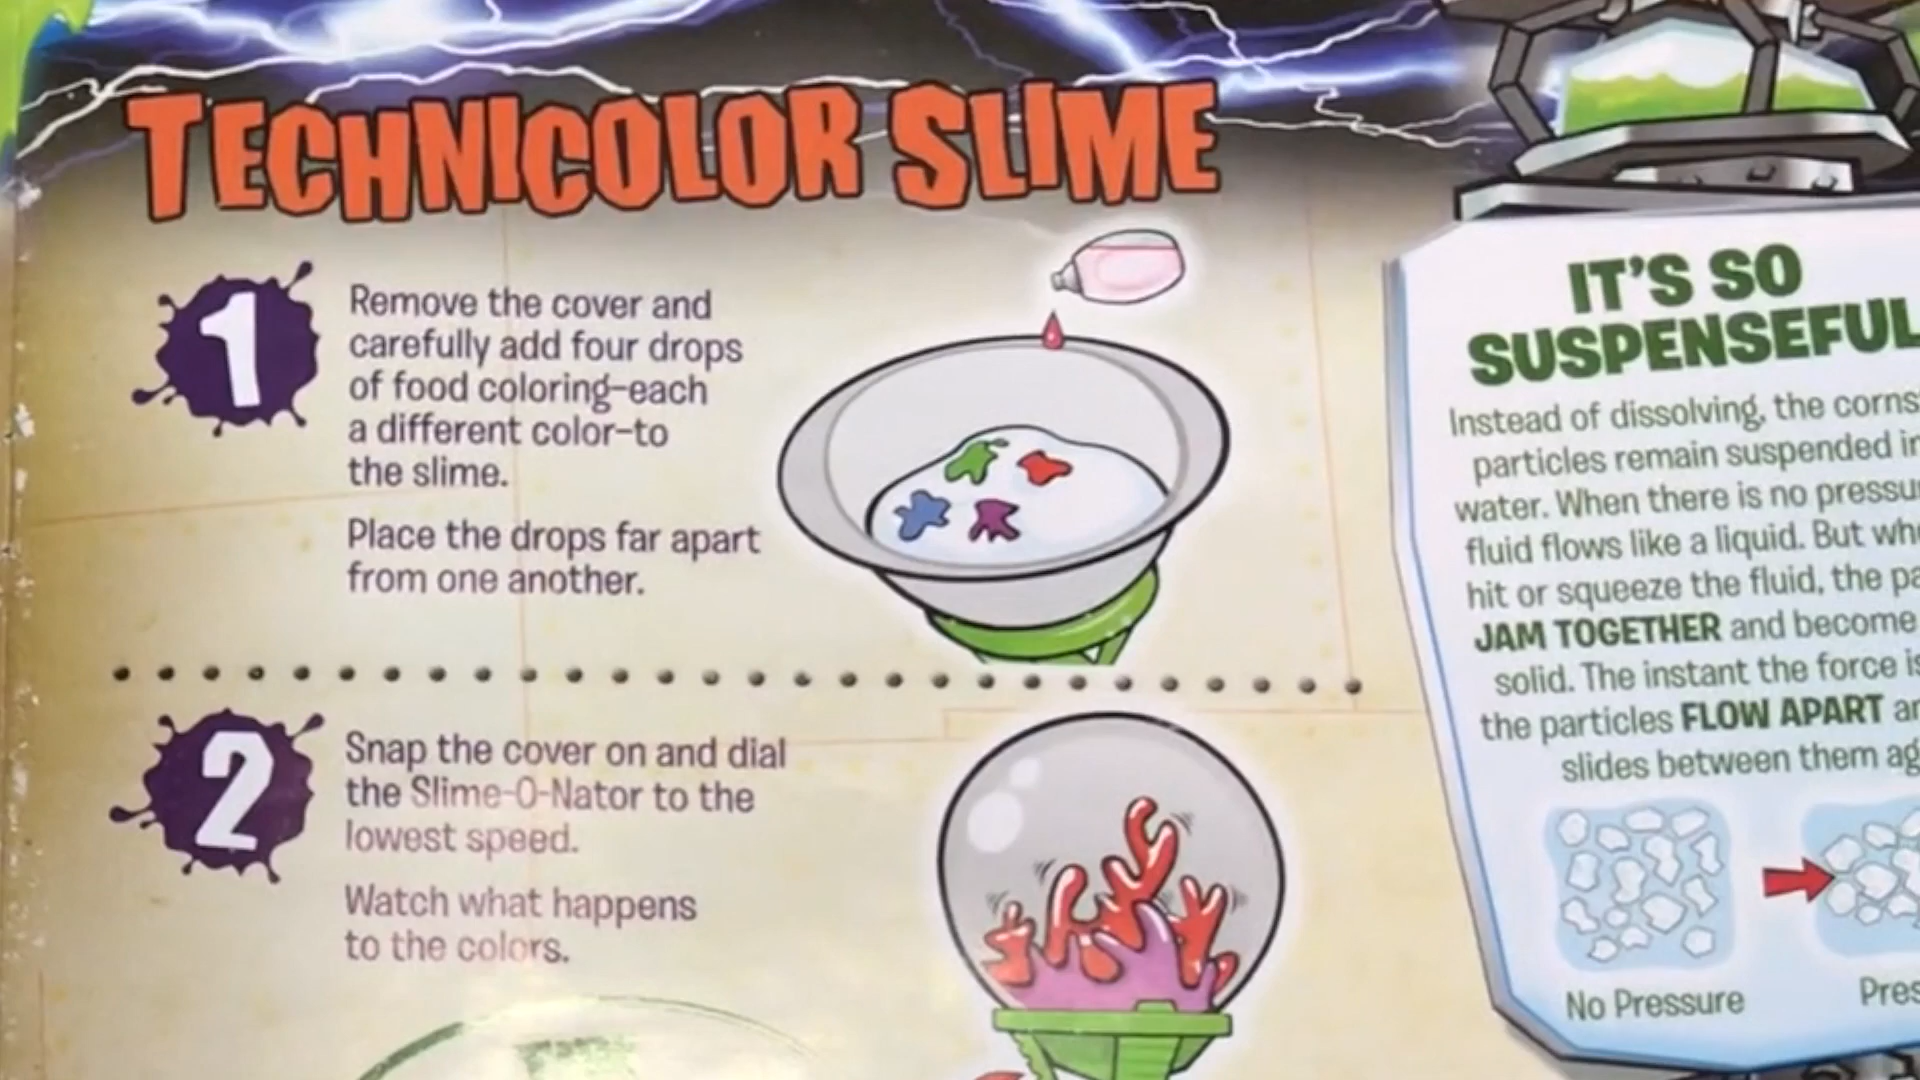 TECHNICOLOR SLIME
1
Remove the cover and
carefully add four drops
of food coloring–each
a different color–to
the slime.
Place the drops far apart
from one another.
2
Snap the cover on and dial
the Slime-O-Nator to the
lowest speed.
Watch what happens
to the colors.
IT'S SO
SUSPENSEFUL
Instead of dissolving, the
particles remain suspended
water. When there is no
fluid flows like a liquid. But
hit or squeeze the fluid, the
JAM TOGETHER and become
solid. The instant the force
the particles FLOW APART
slides between them
No Pressure